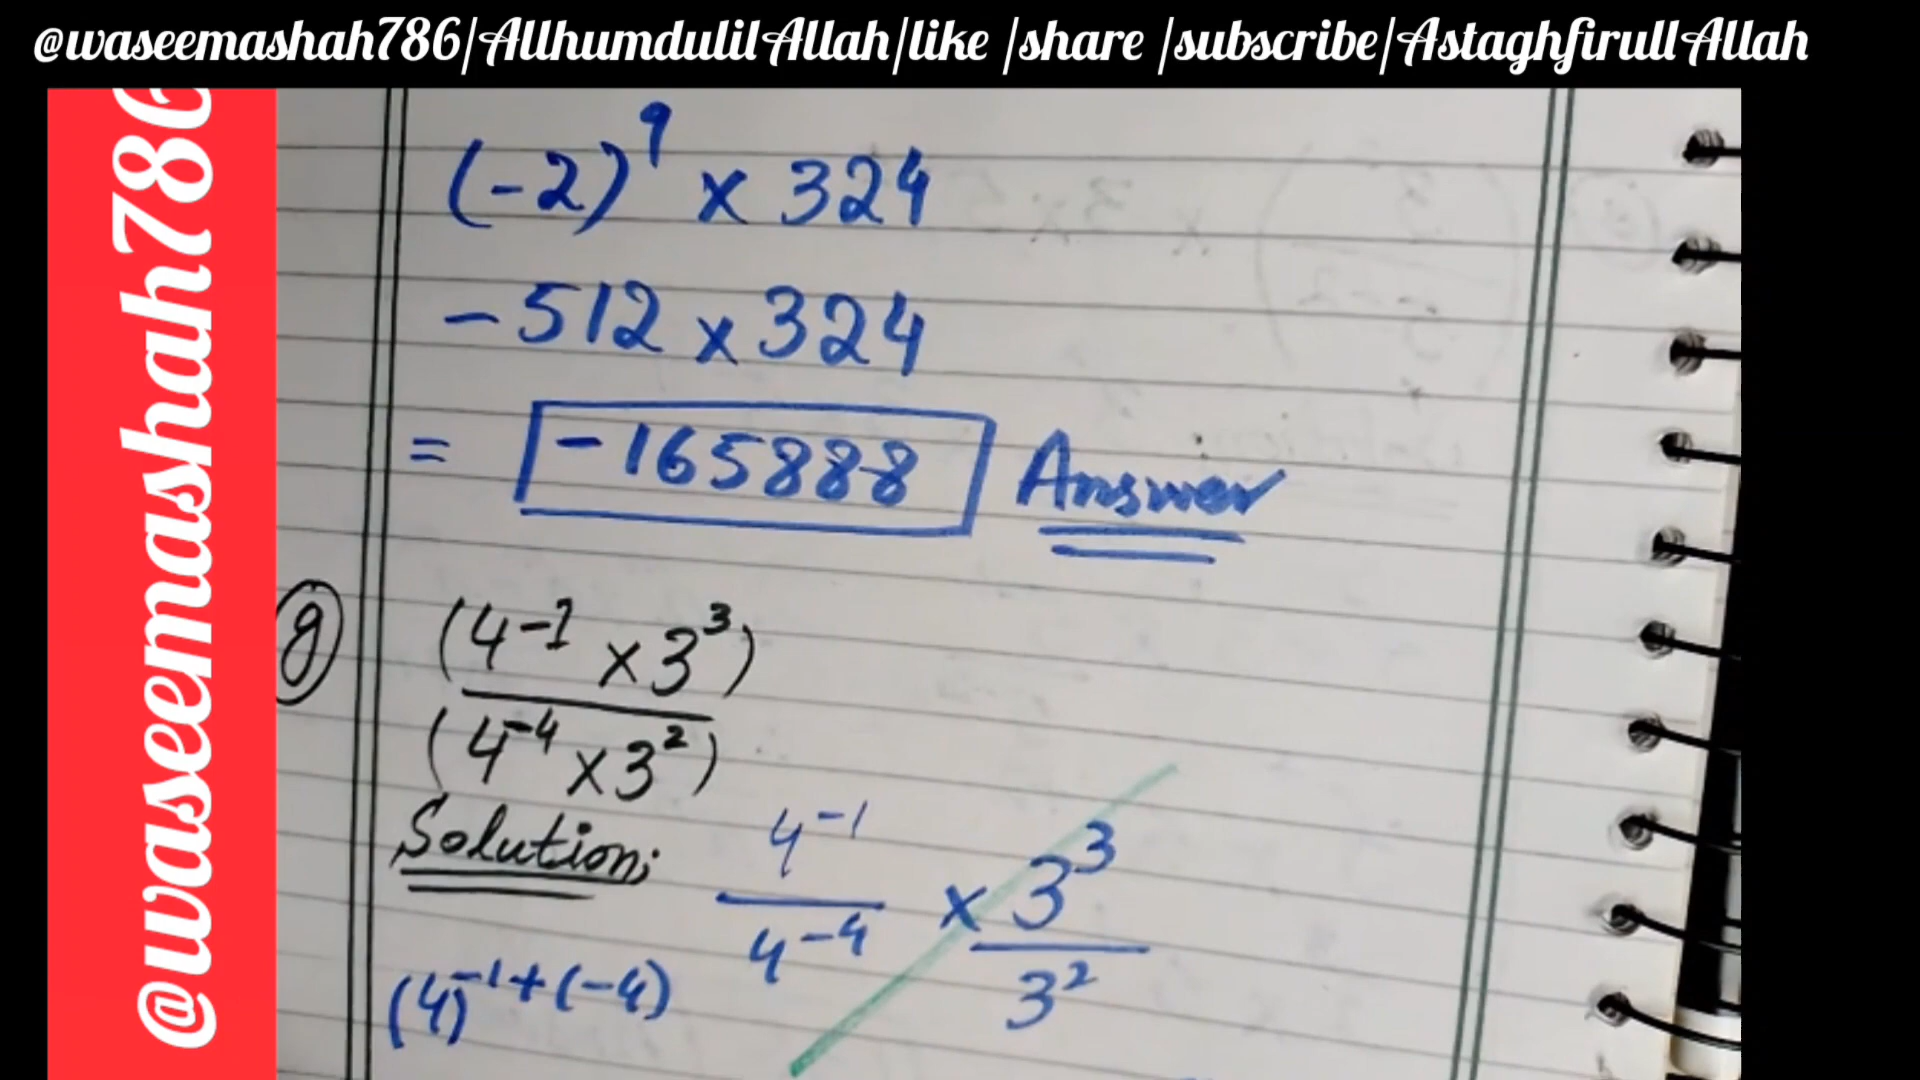 @waseemashah786/AllhumdulilAllah/like /share /subscribe/AstaghfirullAllah
@waseemashah786
(-2)⁹ × 324
-512 × 324
= -165888 Answer
g (4⁻¹ × 3³)
(4⁻⁴ × 3²)
Solution;
4⁻¹ × 3³
4⁻⁴ 3²
(4)⁻¹⁺⁽⁻⁴⁾